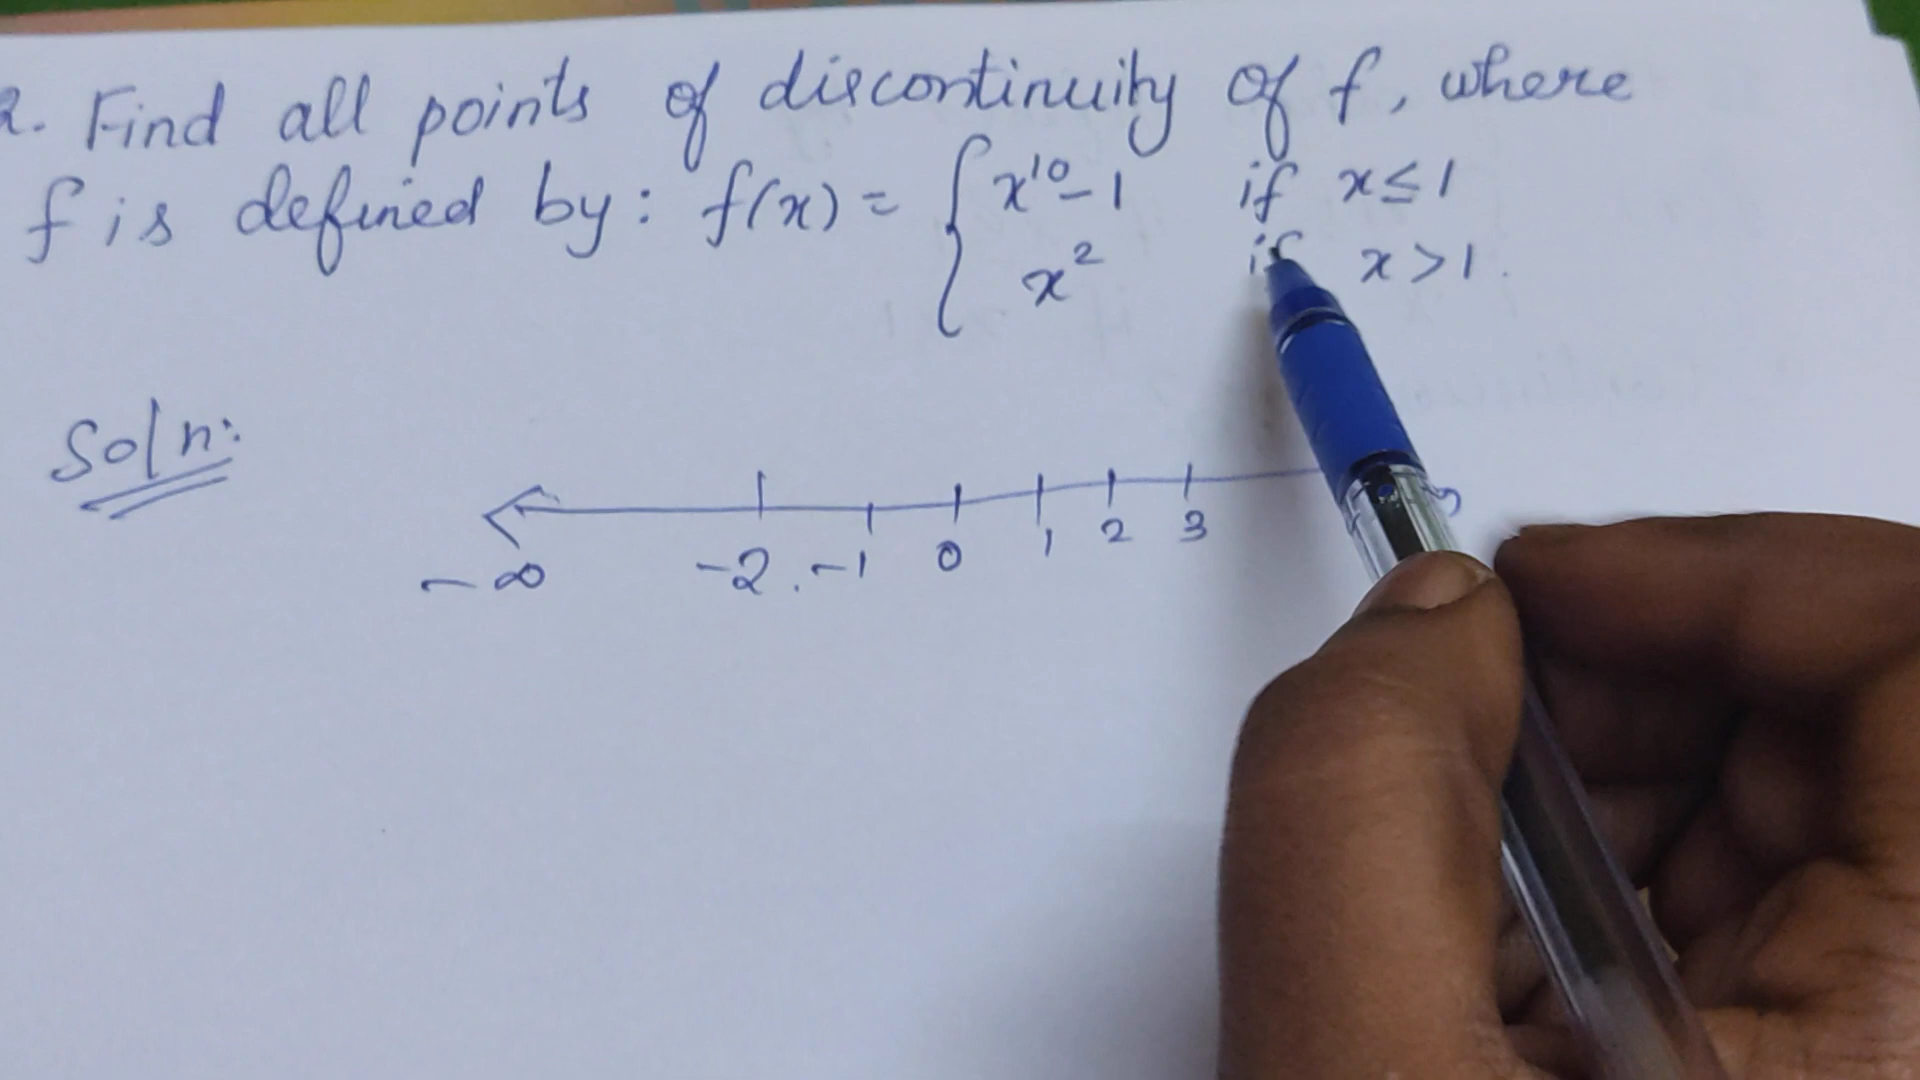 2. Find all points of discontinuity of f, where
f is defined by: f(x) = { x¹⁰-1 if x≤1
x² if x>1.
Soln:
-∞ -2. -1 0 1 2 3